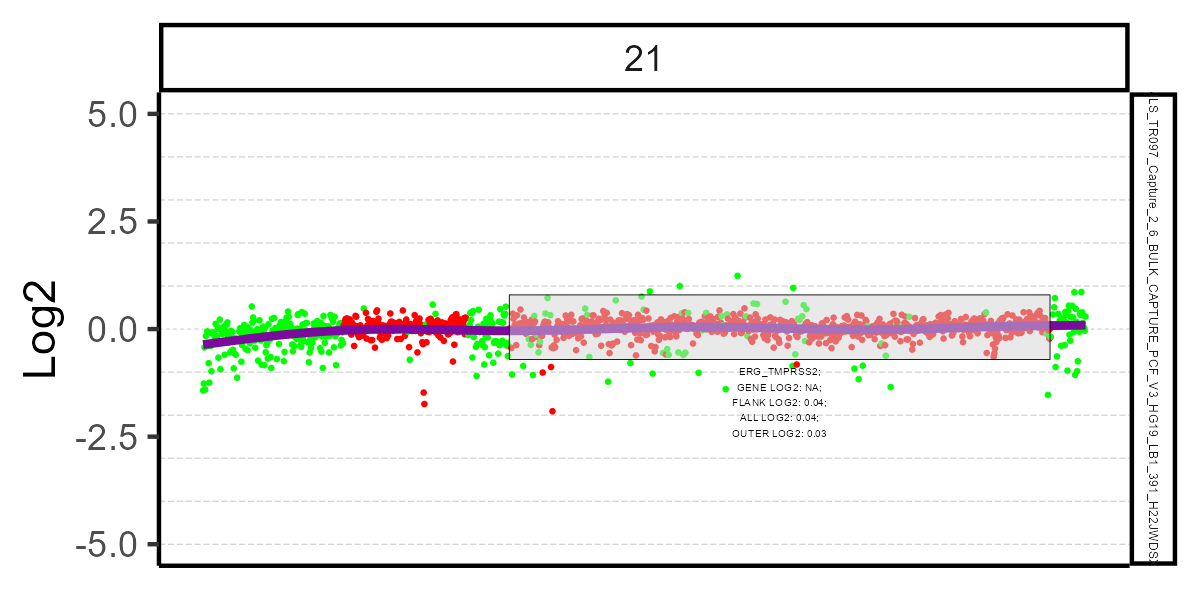 21
5.0
2.5
0.0
-2.5
-5.0
Log2
ERG_TMPRSS2;
GENE LOG2: NA;
FLANK LOG2: 0.04;
ALL LOG2: 0.04;
OUTER LOG2: 0.03
LS_TR097_Capture_2_6_BULK_CAPTURE_PCF_V3_HG19_LB1_391_H22JWDS